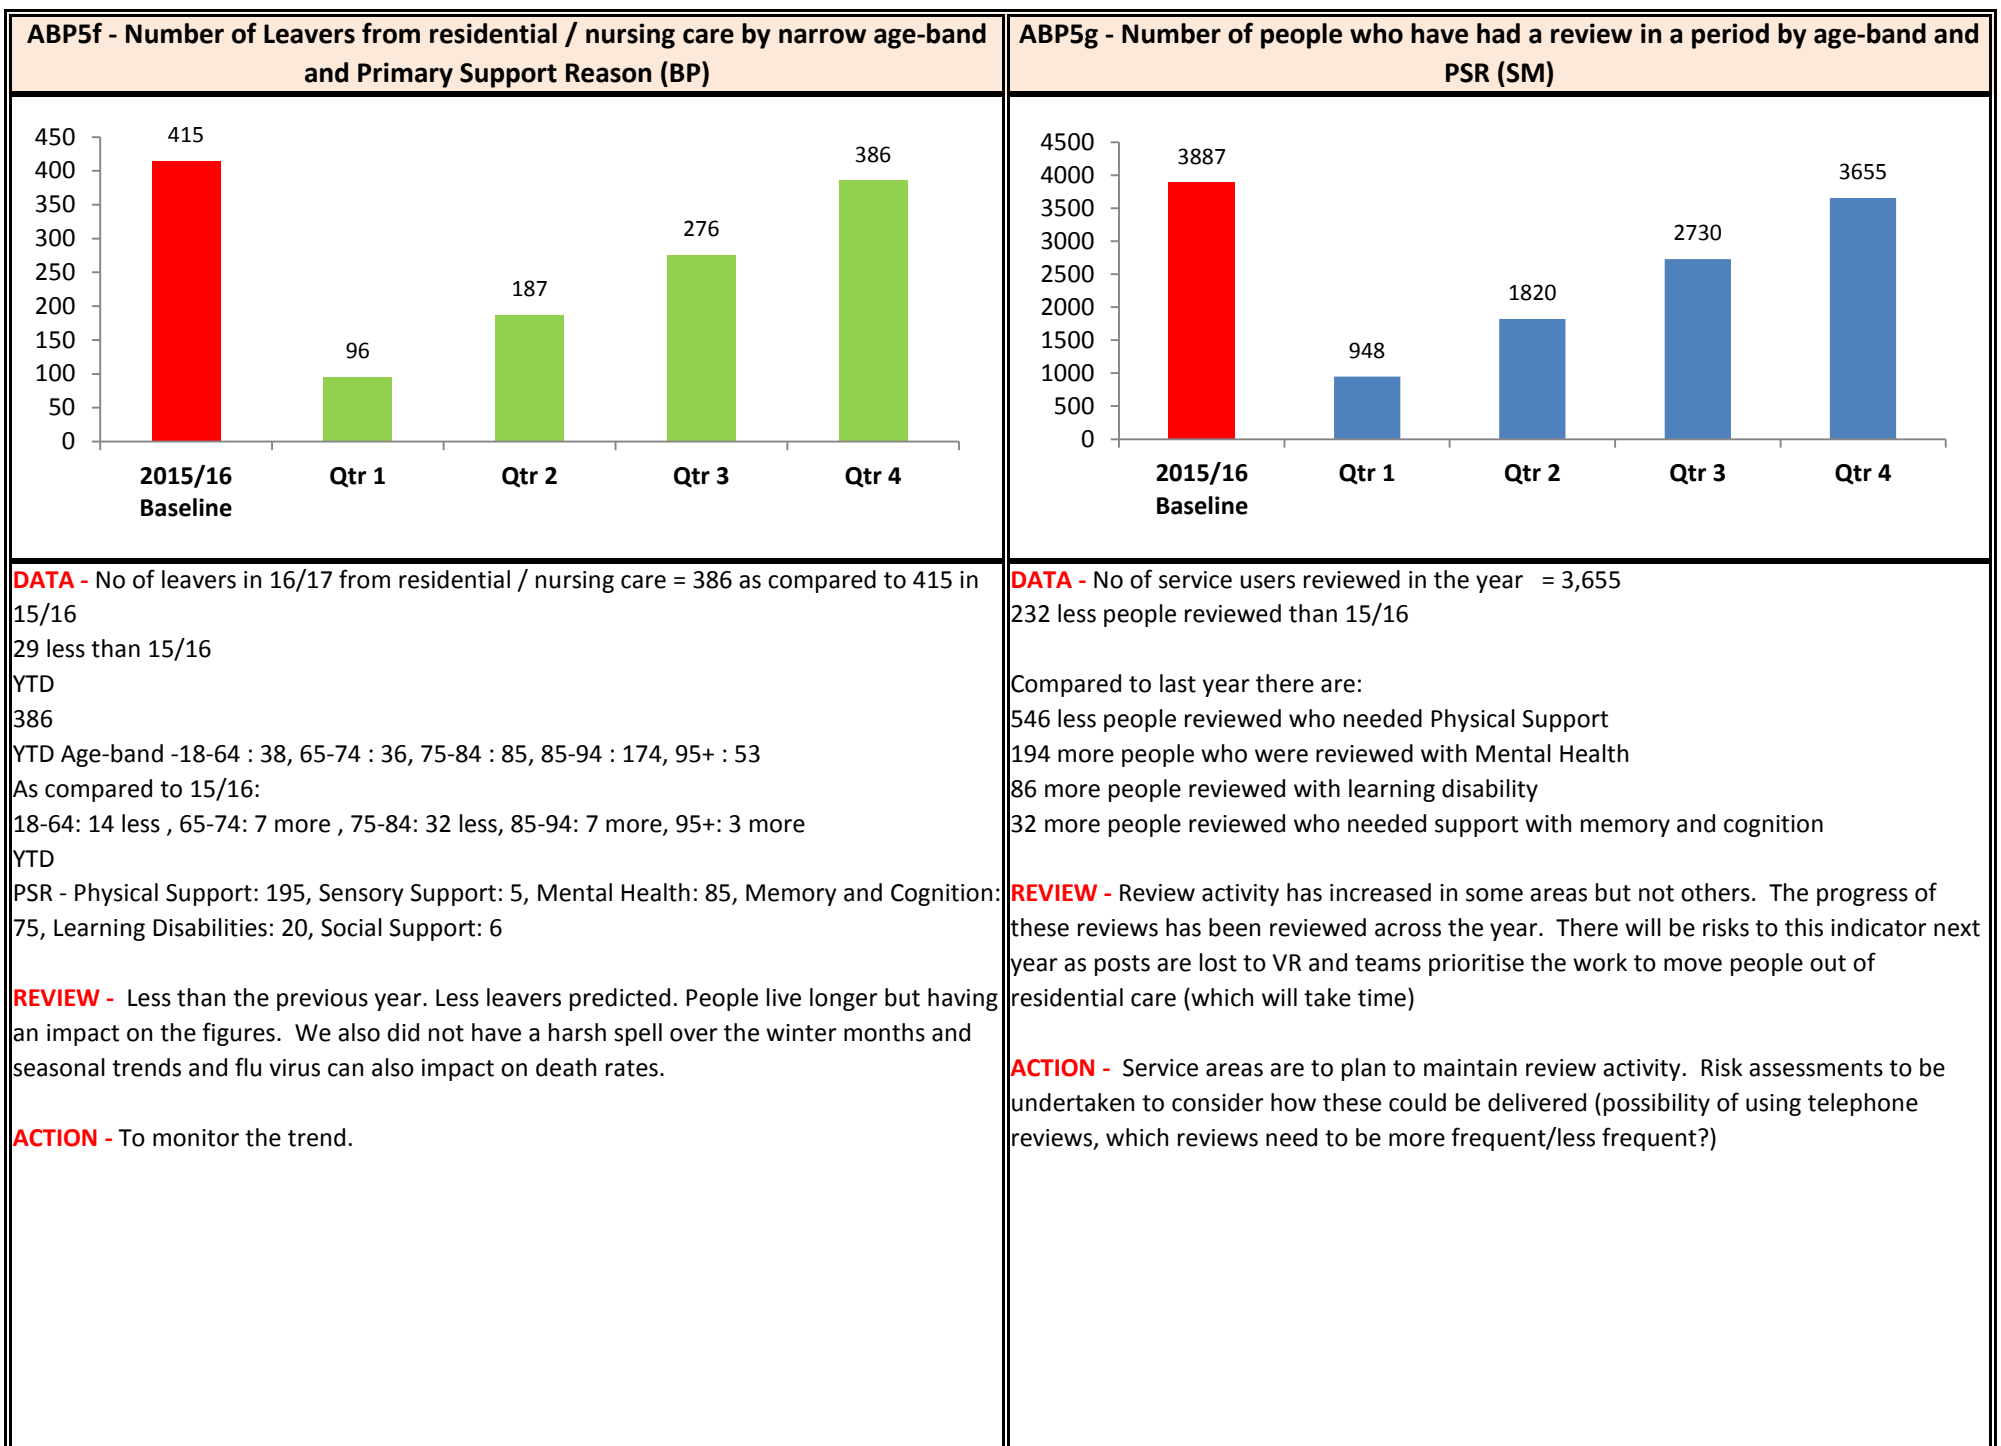 ABP5f - Number of Leavers from residential / nursing care by narrow age-band
and Primary Support Reason (BP)
450
400
350
300
250
200
150
100
50
0
415
96
187
276
386
2015/16
Baseline
Qtr 1
Qtr 2
Qtr 3
Qtr 4
DATA - No of leavers in 16/17 from residential / nursing care = 386 as compared to 415 in
15/16
29 less than 15/16
YTD
386
YTD Age-band -18-64 : 38, 65-74 : 36, 75-84 : 85, 85-94 : 174, 95+ : 53
As compared to 15/16:
18-64: 14 less , 65-74: 7 more , 75-84: 32 less, 85-94: 7 more, 95+: 3 more
YTD
PSR - Physical Support: 195, Sensory Support: 5, Mental Health: 85, Memory and Cognition:
75, Learning Disabilities: 20, Social Support: 6
REVIEW - Less than the previous year. Less leavers predicted. People live longer but having
an impact on the figures. We also did not have a harsh spell over the winter months and
seasonal trends and flu virus can also impact on death rates.
ACTION - To monitor the trend.
ABP5g - Number of people who have had a review in a period by age-band and
PSR (SM)
4500
4000
3500
3000
2500
2000
1500
1000
500
0
3887
948
1820
2730
3655
2015/16
Baseline
Qtr 1
Qtr 2
Qtr 3
Qtr 4
DATA - No of service users reviewed in the year = 3,655
232 less people reviewed than 15/16
Compared to last year there are:
546 less people reviewed who needed Physical Support
194 more people who were reviewed with Mental Health
86 more people reviewed with learning disability
32 more people reviewed who needed support with memory and cognition
REVIEW - Review activity has increased in some areas but not others. The progress of
these reviews has been reviewed across the year. There will be risks to this indicator next
year as posts are lost to VR and teams prioritise the work to move people out of
residential care (which will take time)
ACTION - Service areas are to plan to maintain review activity. Risk assessments to be
undertaken to consider how these could be delivered (possibility of using telephone
reviews, which reviews need to be more frequent/less frequent?)